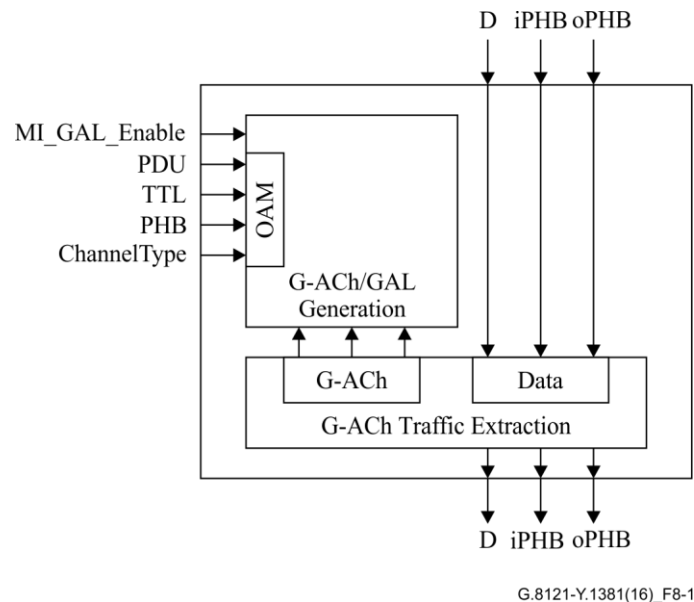 D iPHB oPHB
MI_GAL_Enable
PDU
TTL
PHB
ChannelType
OAM
G-ACh/GAL
Generation
G-ACh
Data
G-ACh Traffic Extraction
D iPHB oPHB
G.8121-Y.1381(16)_F8-1